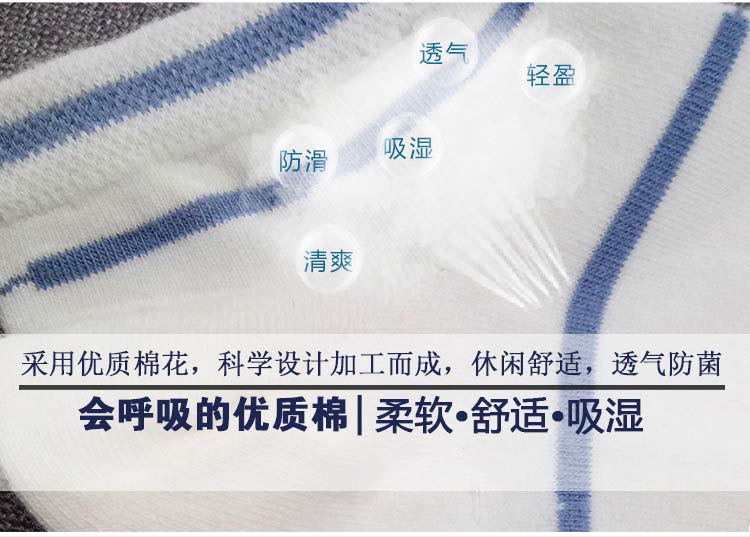 透气
轻盈
吸湿
防滑
清爽
采用优质棉花，科学设计加工而成，休闲舒适，透气防菌
会呼吸的优质棉|柔软•舒适•吸湿